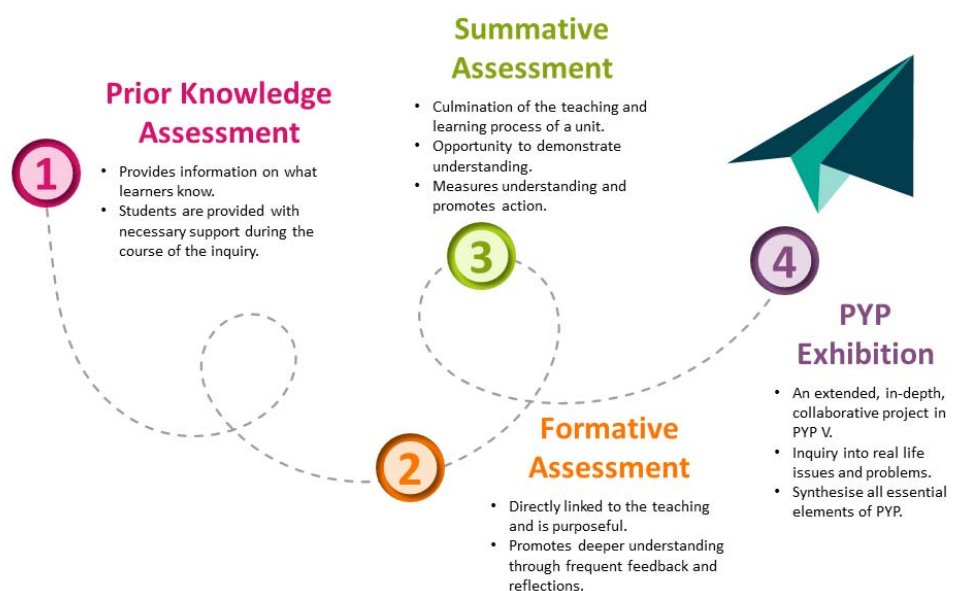 1
Prior Knowledge
Assessment
• Provides information on what
learners know.
• Students are provided with
necessary support during the
course of the inquiry.
2
Formative
Assessment
• Directly linked to the teaching
and is purposeful.
• Promotes deeper understanding
through frequent feedback and
reflections.
3
Summative
Assessment
• Culmination of the teaching and
learning process of a unit.
• Opportunity to demonstrate
understanding.
• Measures understanding and
promotes action.
4
PYP
Exhibition
• An extended, in-depth,
collaborative project in
PYP V.
• Inquiry into real life
issues and problems.
• Synthesise all essential
elements of PYP.